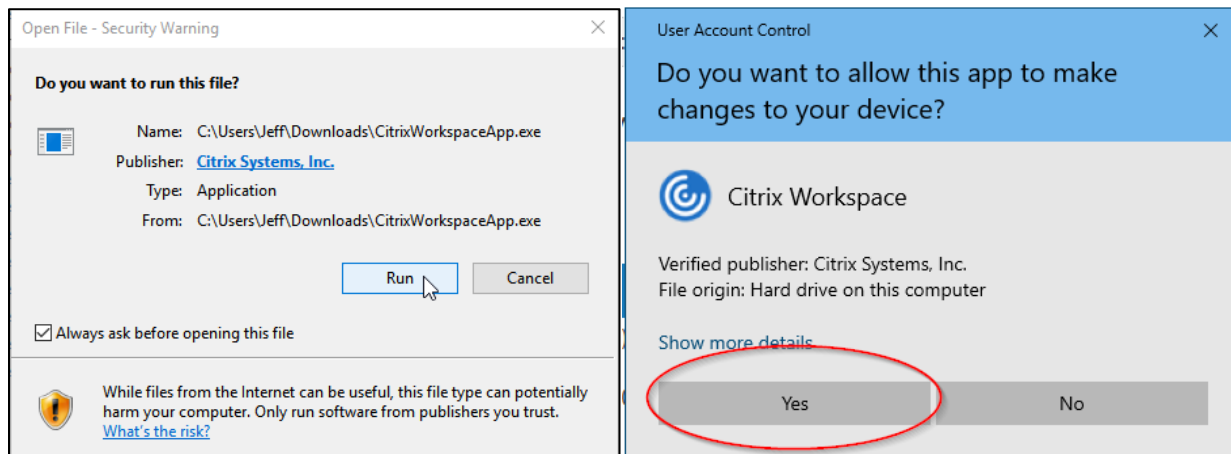 Open File - Security Warning
Do you want to run this file?
Name: C:\Users\Jeff\Downloads\CitrixWorkspaceApp.exe
Publisher: Citrix Systems, Inc.
Type: Application
From: C:\Users\Jeff\Downloads\CitrixWorkspaceApp.exe
Run Cancel
Always ask before opening this file
While files from the Internet can be useful, this file type can potentially
harm your computer. Only run software from publishers you trust.
What's the risk?
User Account Control
Do you want to allow this app to make
changes to your device?
Citrix Workspace
Verified publisher: Citrix Systems, Inc.
File origin: Hard drive on this computer
Show more details
Yes No